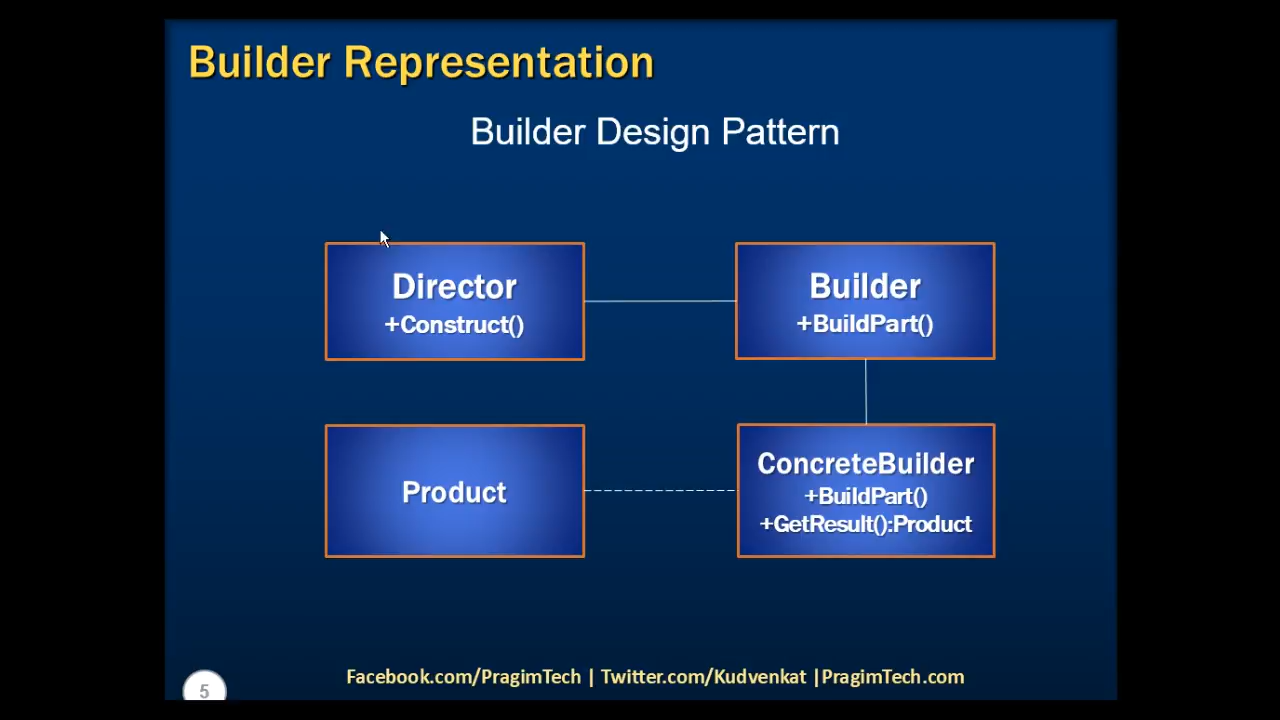 Builder Representation
Builder Design Pattern
Director
+Construct()
Builder
+BuildPart()
Product
ConcreteBuilder
+BuildPart()
+GetResult():Product
Facebook.com/PragimTech | Twitter.com/Kudvenkat |PragimTech.com
5